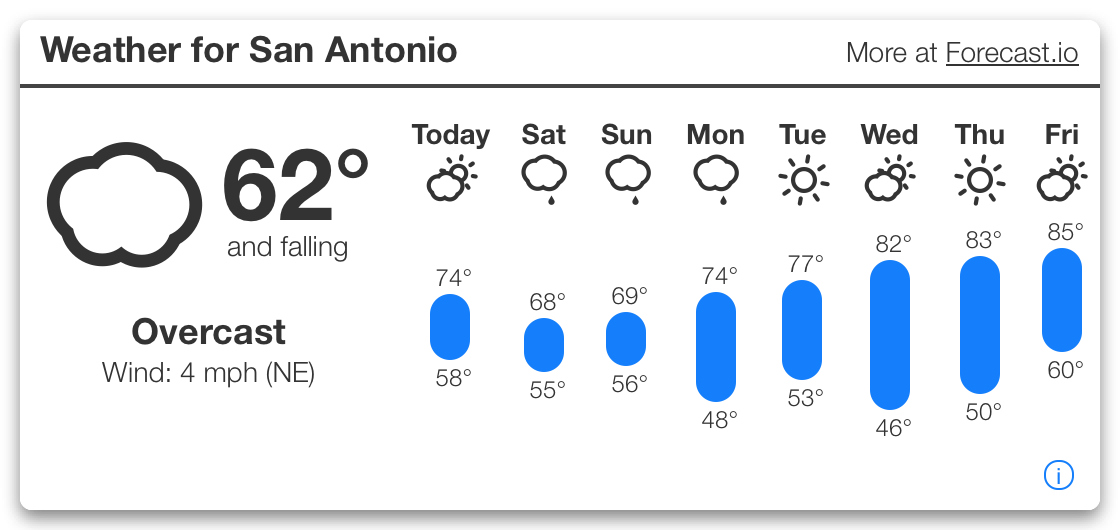 Weather for San Antonio
More at Forecast.io
62°
and falling
Overcast
Wind: 4 mph (NE)
Today Sat Sun Mon Tue Wed Thu Fri
74° 68° 69° 74° 77° 82° 83° 85°
58° 55° 56° 48° 53° 46° 50° 60°
i